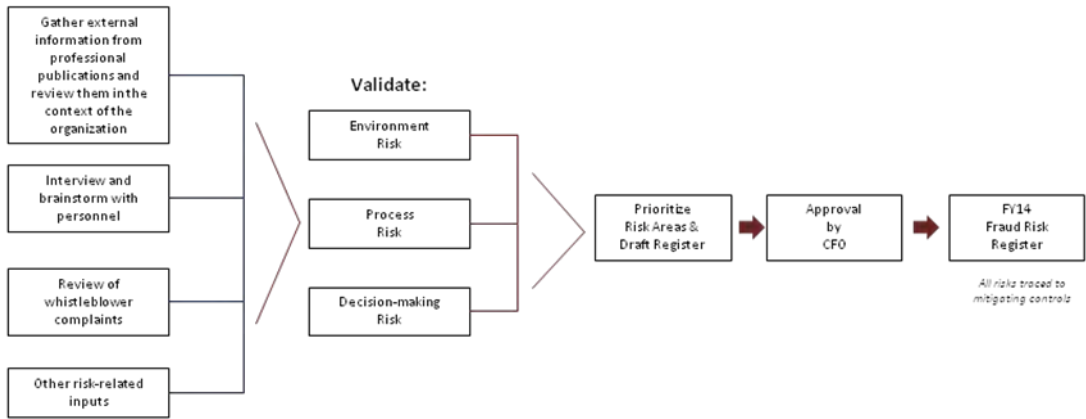 Gather external
information from
professional
publications and
review them in the
context of the
organization
Interview and
brainstorm with
personnel
Review of
whistleblower
complaints
Other risk-related
inputs
Validate:
Environment
Risk
Process
Risk
Decision-making
Risk
Prioritize
Risk Areas &
Draft Register
Approval
by
CFO
FY14
Fraud Risk
Register
All risks traced to
mitigating controls